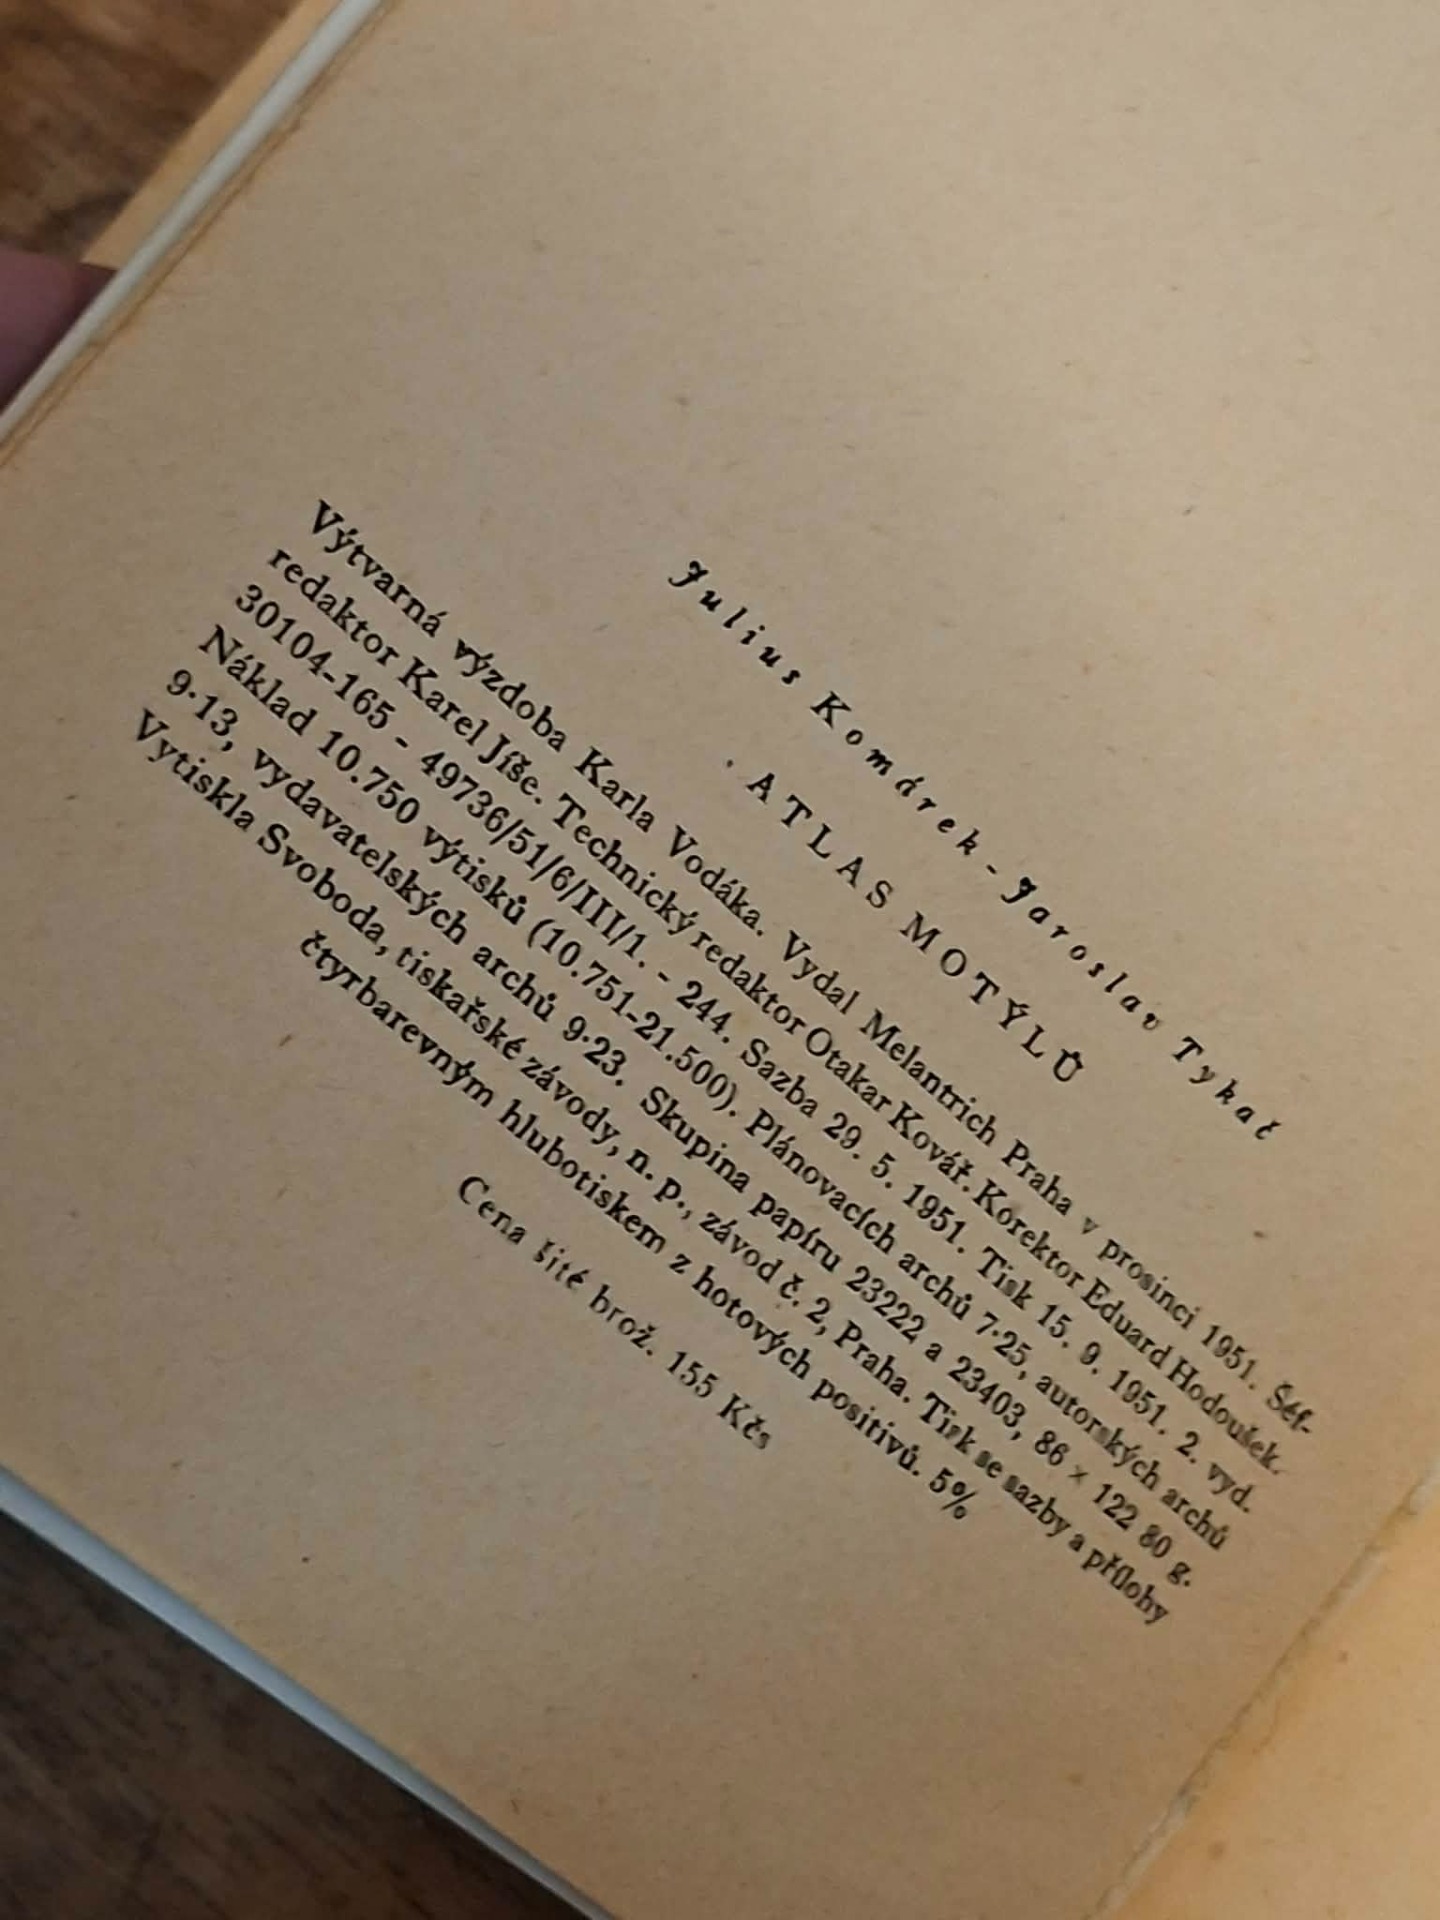 Julius Komárek - Jaroslav Tykač
ATLAS MOTÝLŮ
Výtvarná výzdoba Karla Vodáka. Vydal Melantrich Praha v prosinci 1951. Šéf-
redaktor Karel Jíše. Technický redaktor Otakar Kovář. Korektor Eduard Hodoušek.
30104-165 - 49736/51/6/III/1. - 244. Sazba 29. 5. 1951. Tisk 15. 9. 1951. 2. vyd.
Náklad 10.750 výtisků (10.751-21.500). Plánovacích archů 7·25, autorských archů
9·13, vydavatelských archů 9·23. Skupina papíru 23222 a 23403, 86 × 122 80 g.
Vytiskla Svoboda, tiskařské závody, n. p., závod č. 2, Praha. Tisk se sazby a přílohy
čtyrbarevným hlubotiskem z hotových positivů. 5%
Cena šité brož. 155 Kčs